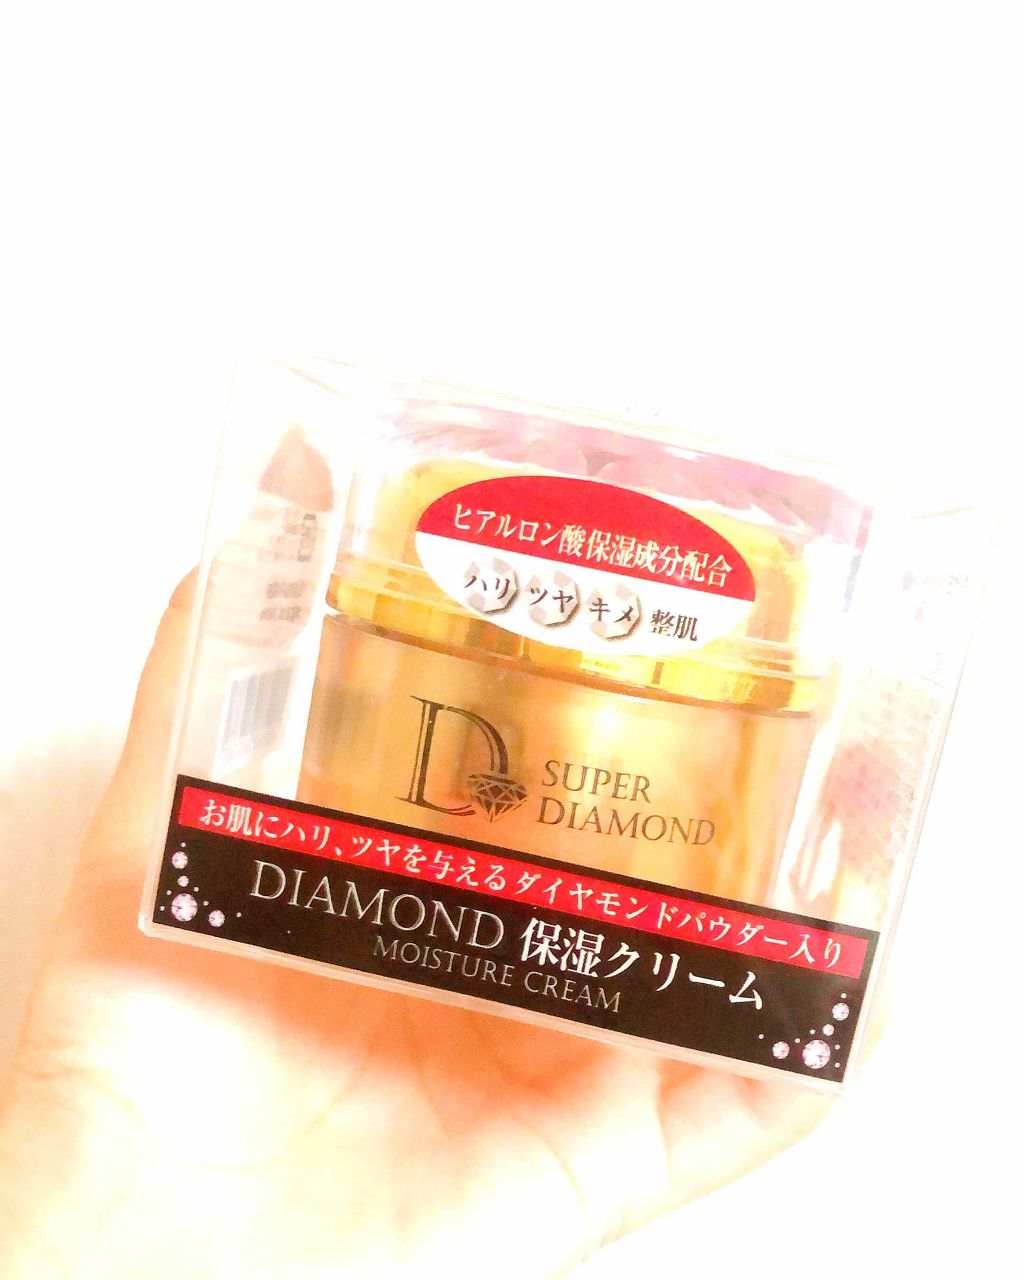 ヒアルロン酸保湿成分配合
ハリ ツヤ キメ 整肌
D SUPER
DIAMOND
お肌にハリ、ツヤを与えるダイヤモンドパウダー入り
DIAMOND 保湿クリーム
MOISTURE CREAM